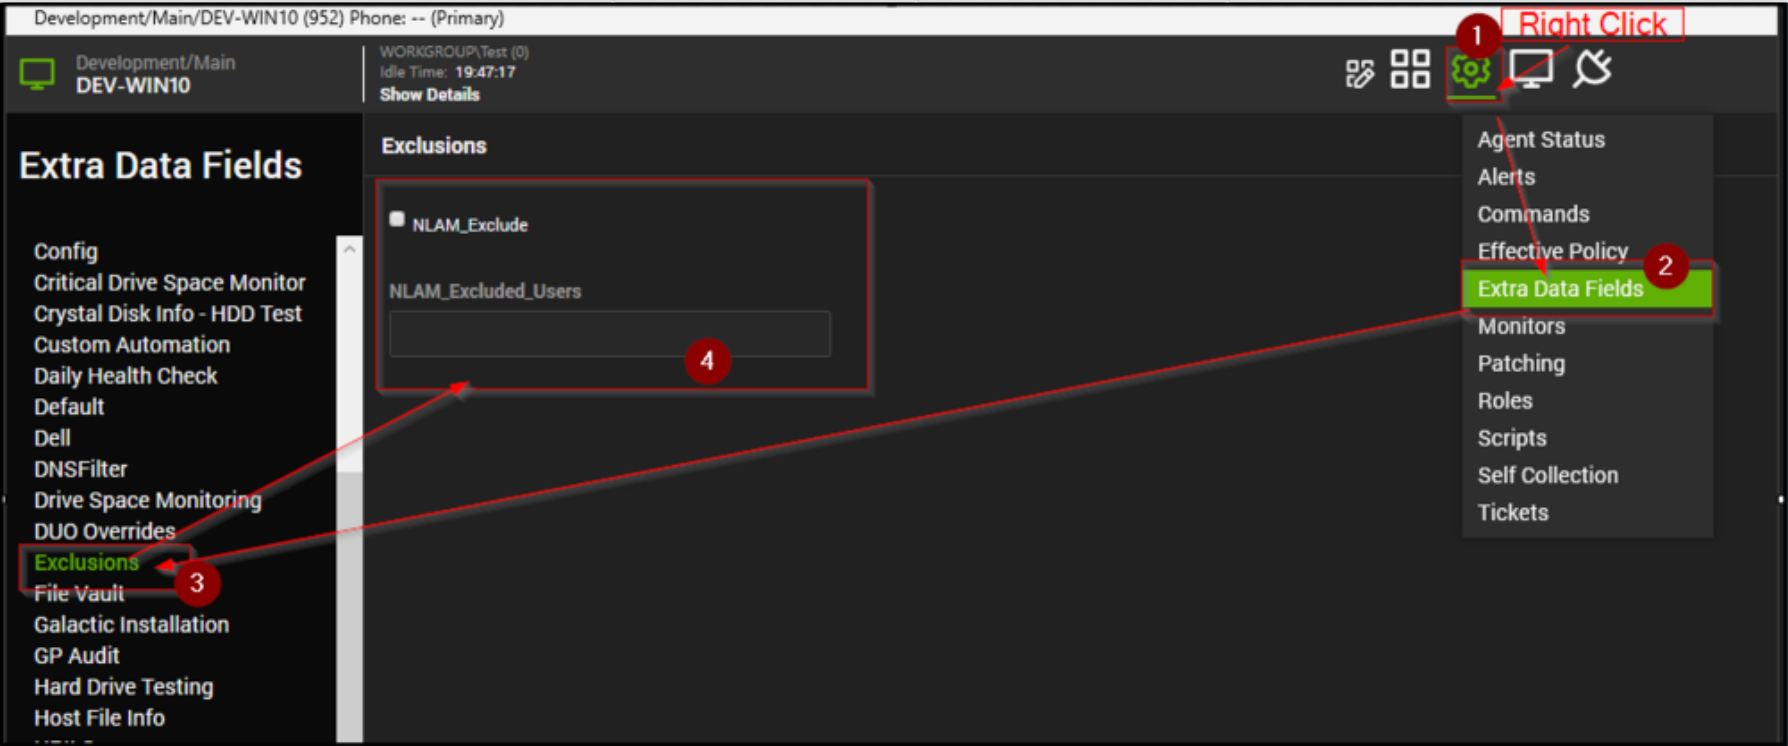 Development/Main/DEV-WIN10 (952) Phone: -- (Primary)
Right Click
1
Development/Main
DEV-WIN10
WORKGROUP\Test (0)
Idle Time: 19:47:17
Show Details
Extra Data Fields
Config
Critical Drive Space Monitor
Crystal Disk Info - HDD Test
Custom Automation
Daily Health Check
Default
Dell
DNSFilter
Drive Space Monitoring
DUO Overrides
Exclusions
3
File Vault
Galactic Installation
GP Audit
Hard Drive Testing
Host File Info
Exclusions
NLAM_Exclude
NLAM_Excluded_Users
4
Agent Status
Alerts
Commands
Effective Policy
2
Extra Data Fields
Monitors
Patching
Roles
Scripts
Self Collection
Tickets